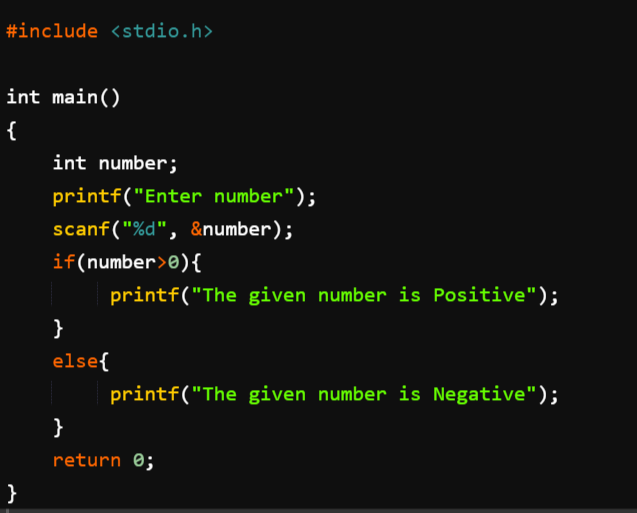 #include <stdio.h>
int main()
{
    int number;
    printf("Enter number");
    scanf("%d", &number);
    if(number>0){
         printf("The given number is Positive");
    }
    else{
         printf("The given number is Negative");
    }
    return 0;
}